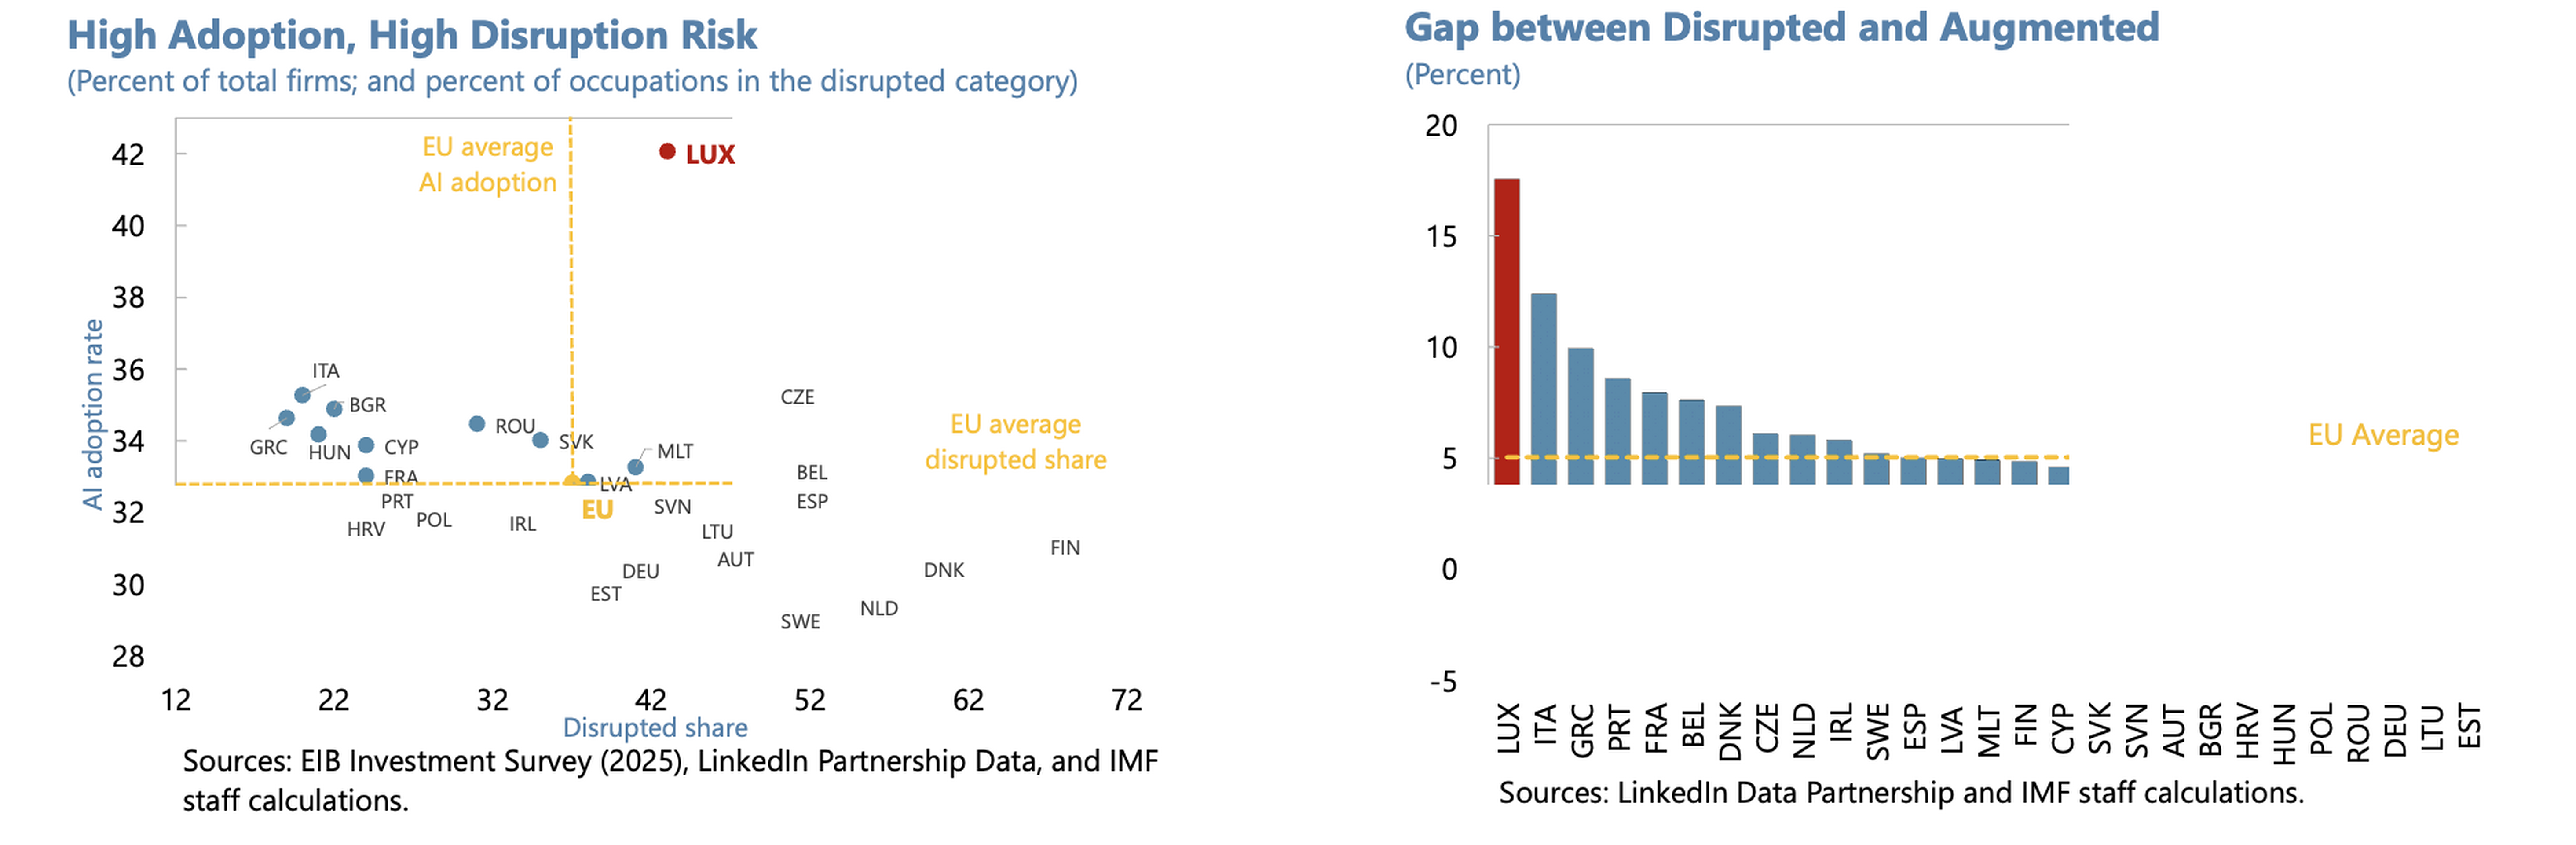 High Adoption, High Disruption Risk
(Percent of total firms; and percent of occupations in the disrupted category)
EU average
AI adoption
LUX
42
40
38
36
34
32
30
28
AI adoption rate
ITA
BGR
GRC
HUN
CYP
FRA
ROU
SVK
MLT
LVA
EU
PRT
HRV
POL
IRL
SVN
LTU
AUT
DEU
EST
CZE
BEL
ESP
SWE
NLD
DNK
FIN
EU average
disrupted share
12 22 32 42 52 62 72
Disrupted share
Sources: EIB Investment Survey (2025), LinkedIn Partnership Data, and IMF
staff calculations.
Gap between Disrupted and Augmented
(Percent)
20
15
10
5
0
-5
EU Average
LUX
ITA
GRC
PRT
FRA
BEL
DNK
CZE
NLD
IRL
SWE
ESP
LVA
MLT
FIN
CYP
SVK
SVN
AUT
BGR
HRV
HUN
POL
ROU
DEU
LTU
EST
Sources: LinkedIn Data Partnership and IMF staff calculations.